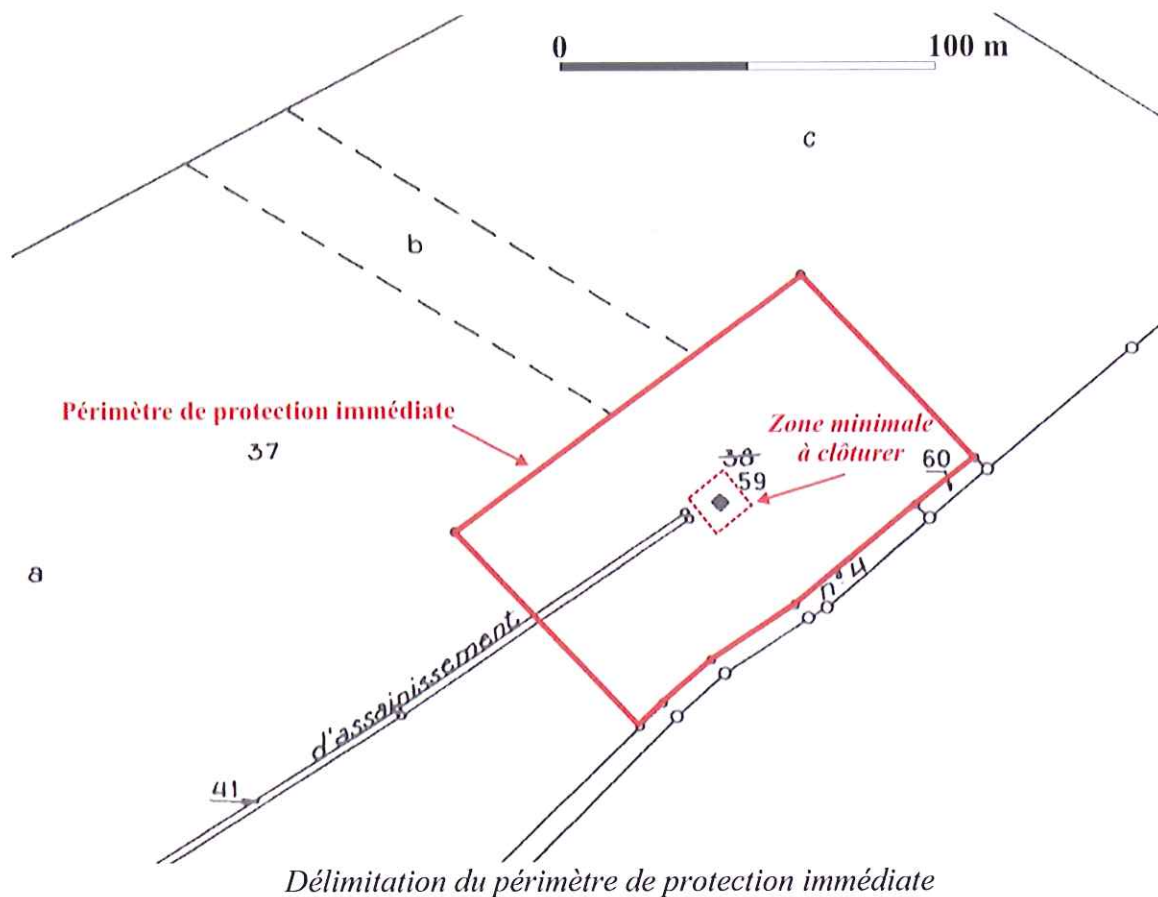 0 100 m
c
b
Périmètre de protection immédiate
37
Zone minimale
à clôturer
38
59
60
a
n° 4
d'assainissement
41
Délimitation du périmètre de protection immédiate